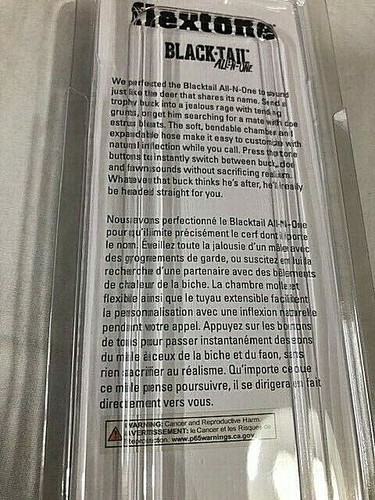 flextone
BLACKTAIL
ALL-N-ONE
We perfected the Blacktail All-N-One to sound
just like the deer that shares its name. Send a
trophy buck into a jealous rage with tending
grunts, or get him searching for a mate with doe
estrus bleats. The soft, bendable chamber and
expandable hose make it easy to customize with
natural inflection while you call. Press the tone
buttons to instantly switch between buck, doe
and fawn sounds without sacrificing realism.
Whatever that buck thinks he's after, he'll really
be headed straight for you.
Nous avons perfectionné le Blacktail All-N-One
pour qu'il imite précisément le cerf dont il porte
le nom. Éveillez toute la jalousie d'un mâle avec
des grognements de garde, ou suscitez en lui la
recherche d'une partenaire avec des bêlements
de chaleur de la biche. La chambre molle et
flexible ainsi que le tuyau extensible facilitent
la personnalisation avec une inflexion naturelle
pendant votre appel. Appuyez sur les boutons
de tons pour passer instantanément des sons
du mâle à ceux de la biche et du faon, sans
rien sacrifier au réalisme. Qu'importe ce que
ce mâle pense poursuivre, il se dirigera en fait
directement vers vous.
WARNING: Cancer and Reproductive Harm.
AVERTISSEMENT: le Cancer et les Risques de
Reproduction. www.p65warnings.ca.gov